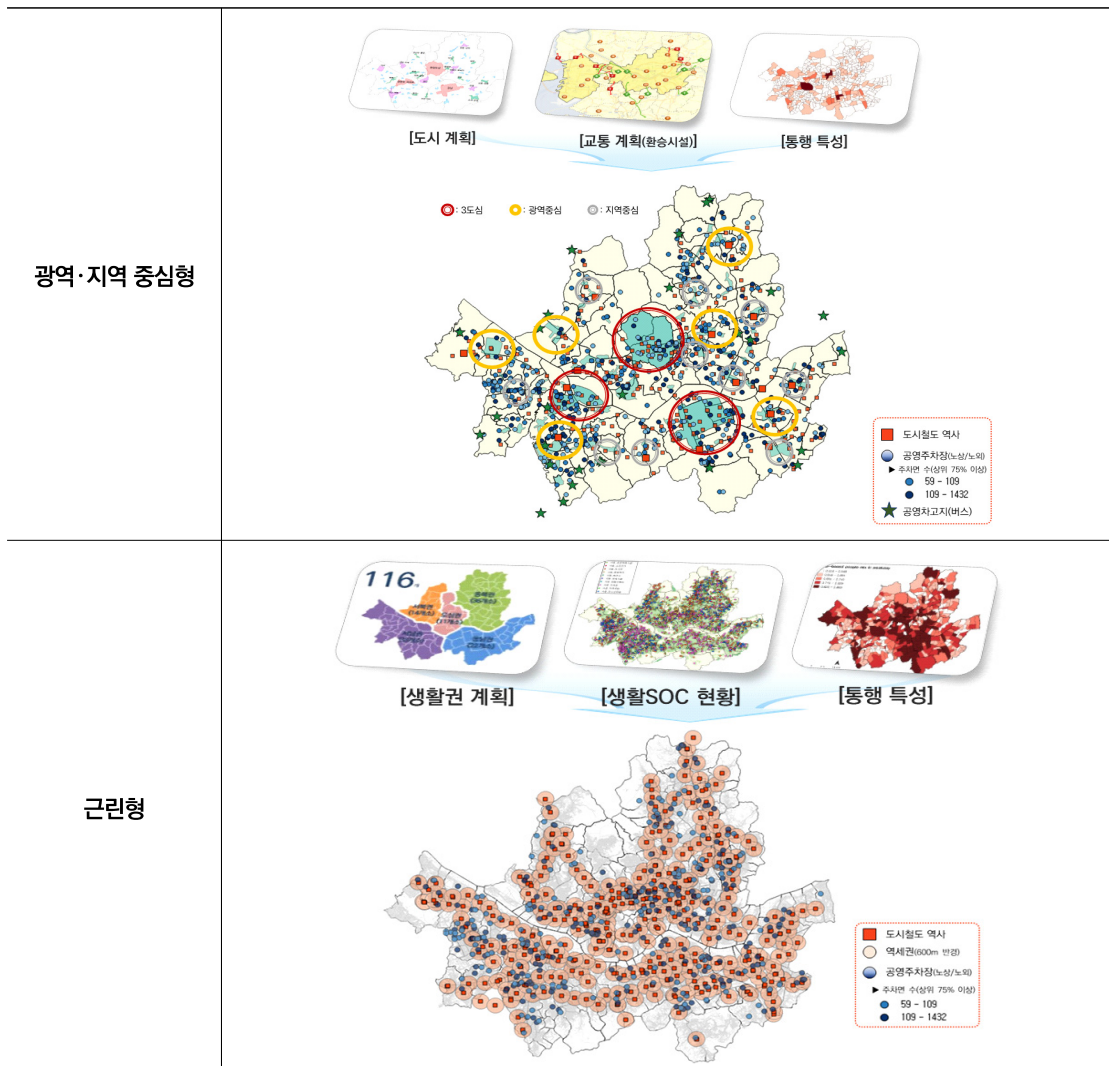 [도시 계획]
[교통 계획(환승시설)]
[통행 특성]
: 3도심
: 광역중심
: 지역중심
광역·지역 중심형
도시철도 역사
공영주차장(노상/노외)
▶ 주차면 수(상위 75% 이상)
59 - 109
109 - 1432
공영차고지(버스)
116
[생활권 계획]
[생활SOC 현황]
[통행 특성]
근린형
도시철도 역사
역세권(600m 반경)
공영주차장(노상/노외)
▶ 주차면 수(상위 75% 이상)
59 - 109
109 - 1432